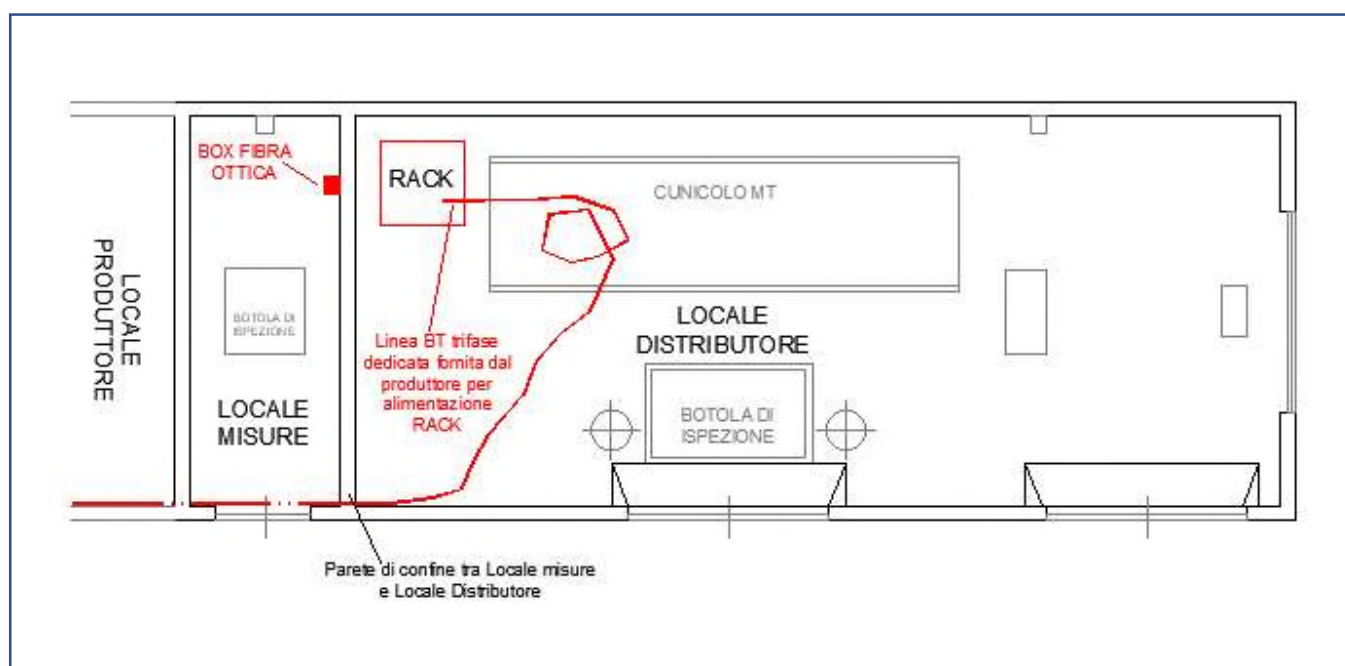 BOX FIBRA
OTTICA
RACK
CUNICOLO MT
LOCALE
PRODUTTORE
BOTOLA DI
ISPEZIONE
LOCALE
MISURE
Linea BT trifase
dedicata fornita dal
produttore per
alimentazione
RACK
LOCALE
DISTRIBUTORE
BOTOLA DI
ISPEZIONE
Parete di confine tra Locale misure
e Locale Distributore